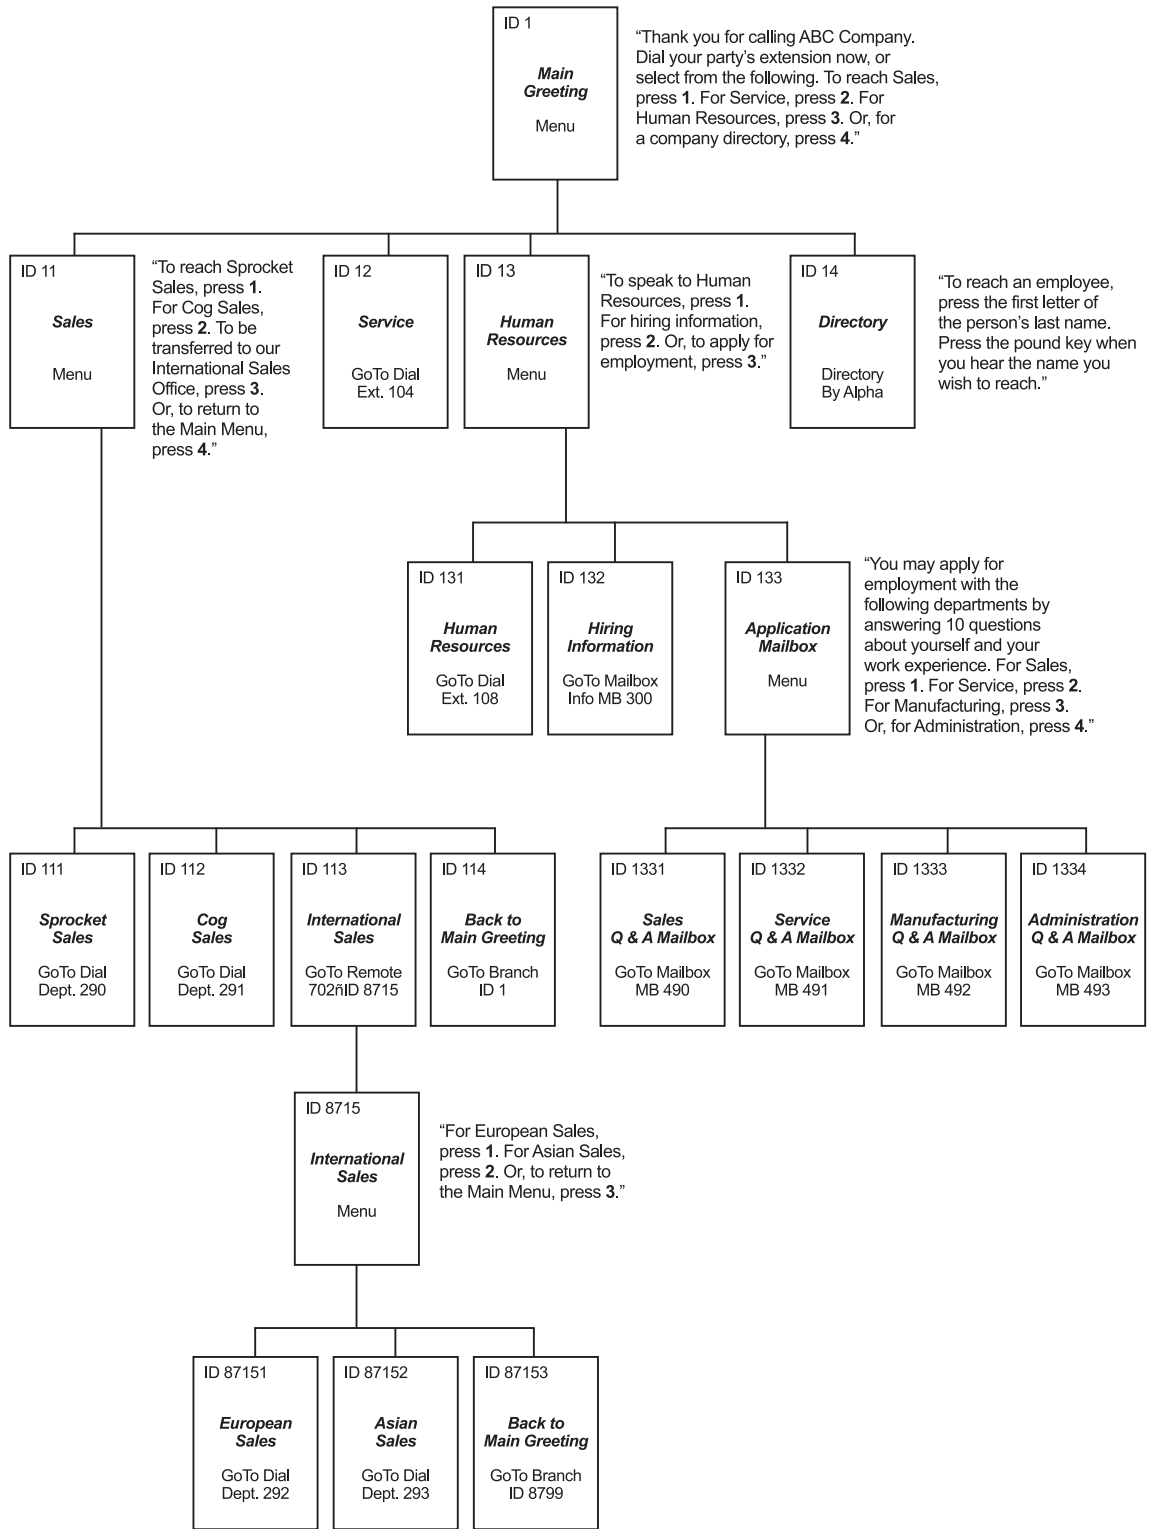 ID 1
Main
Greeting
Menu
“Thank you for calling ABC Company.
Dial your party’s extension now, or
select from the following. To reach Sales,
press 1. For Service, press 2. For
Human Resources, press 3. Or, for
a company directory, press 4.”
ID 11
Sales
Menu
“To reach Sprocket
Sales, press 1.
For Cog Sales,
press 2. To be
transferred to our
International Sales
Office, press 3.
Or, to return to
the Main Menu,
press 4.”
ID 12
Service
GoTo Dial
Ext. 104
ID 13
Human
Resources
Menu
“To speak to Human
Resources, press 1.
For hiring information,
press 2. Or, to apply for
employment, press 3.”
ID 14
Directory
Directory
By Alpha
“To reach an employee,
press the first letter of
the person’s last name.
Press the pound key when
you hear the name you
wish to reach.”
ID 131
Human
Resources
GoTo Dial
Ext. 108
ID 132
Hiring
Information
GoTo Mailbox
Info MB 300
ID 133
Application
Mailbox
Menu
“You may apply for
employment with the
following departments by
answering 10 questions
about yourself and your
work experience. For Sales,
press 1. For Service, press 2.
For Manufacturing, press 3.
Or, for Administration, press 4.”
ID 111
Sprocket
Sales
GoTo Dial
Dept. 290
ID 112
Cog
Sales
GoTo Dial
Dept. 291
ID 113
International
Sales
GoTo Remote
702ñID 8715
ID 114
Back to
Main Greeting
GoTo Branch
ID 1
ID 1331
Sales
Q & A Mailbox
GoTo Mailbox
MB 490
ID 1332
Service
Q & A Mailbox
GoTo Mailbox
MB 491
ID 1333
Manufacturing
Q & A Mailbox
GoTo Mailbox
MB 492
ID 1334
Administration
Q & A Mailbox
GoTo Mailbox
MB 493
ID 8715
International
Sales
Menu
“For European Sales,
press 1. For Asian Sales,
press 2. Or, to return to
the Main Menu, press 3.”
ID 87151
European
Sales
GoTo Dial
Dept. 292
ID 87152
Asian
Sales
GoTo Dial
Dept. 293
ID 87153
Back to
Main Greeting
GoTo Branch
ID 8799